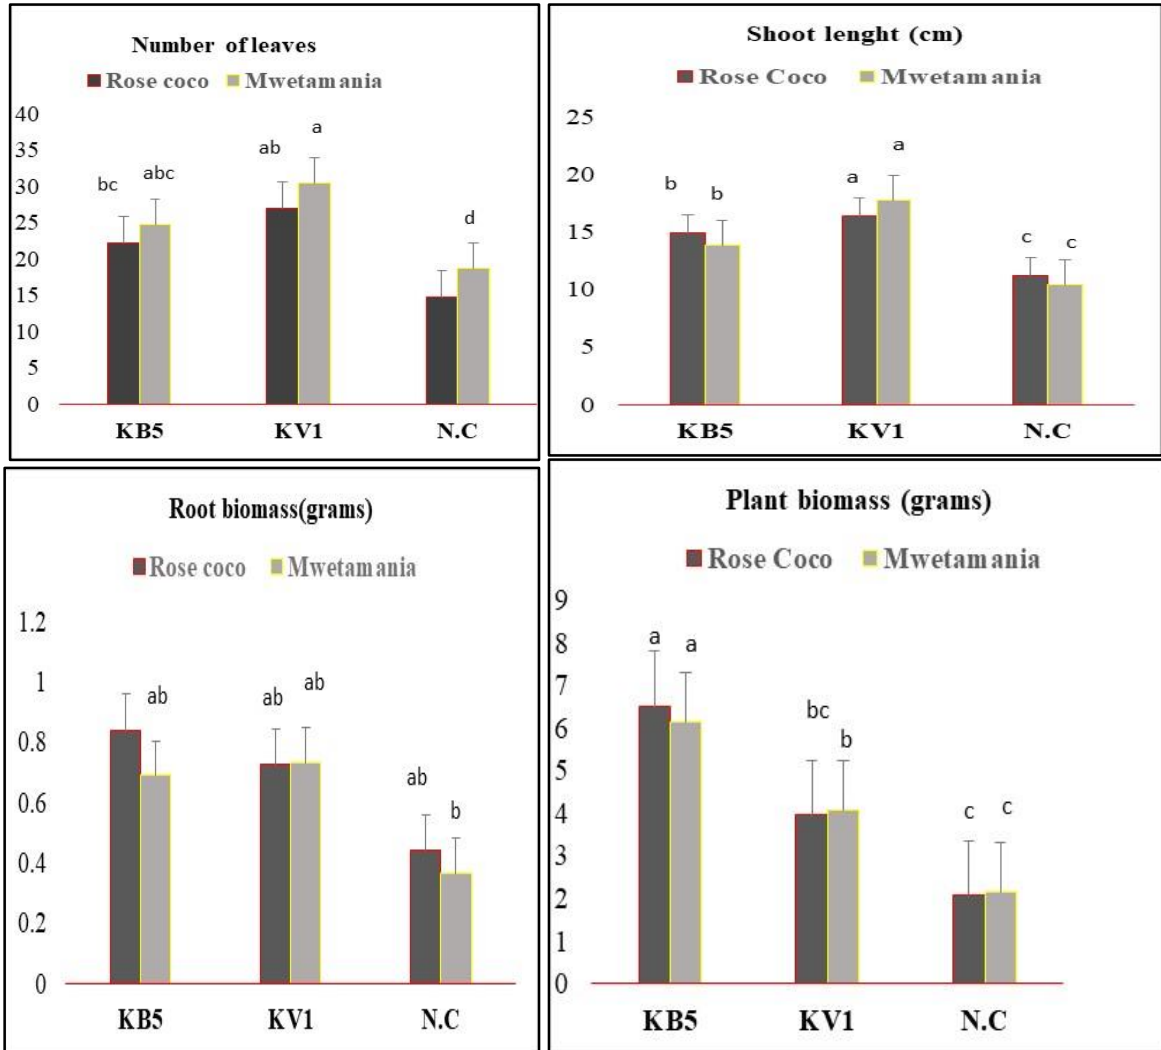 Number of leaves
Rose coco Mwetamania
40
35
30
25
20
15
10
5
0
bc abc ab a d
KB5 KV1 N.C
Shoot lenght (cm)
Rose Coco Mwetamania
25
20
15
10
5
0
b b a a c c
KB5 KV1 N.C
Root biomass(grams)
Rose coco Mwetamania
1.2
1
0.8
0.6
0.4
0.2
0
ab ab ab ab b
KB5 KV1 N.C
Plant biomass (grams)
Rose Coco Mwetamania
9
8
7
6
5
4
3
2
1
0
a a bc b c c
KB5 KV1 N.C